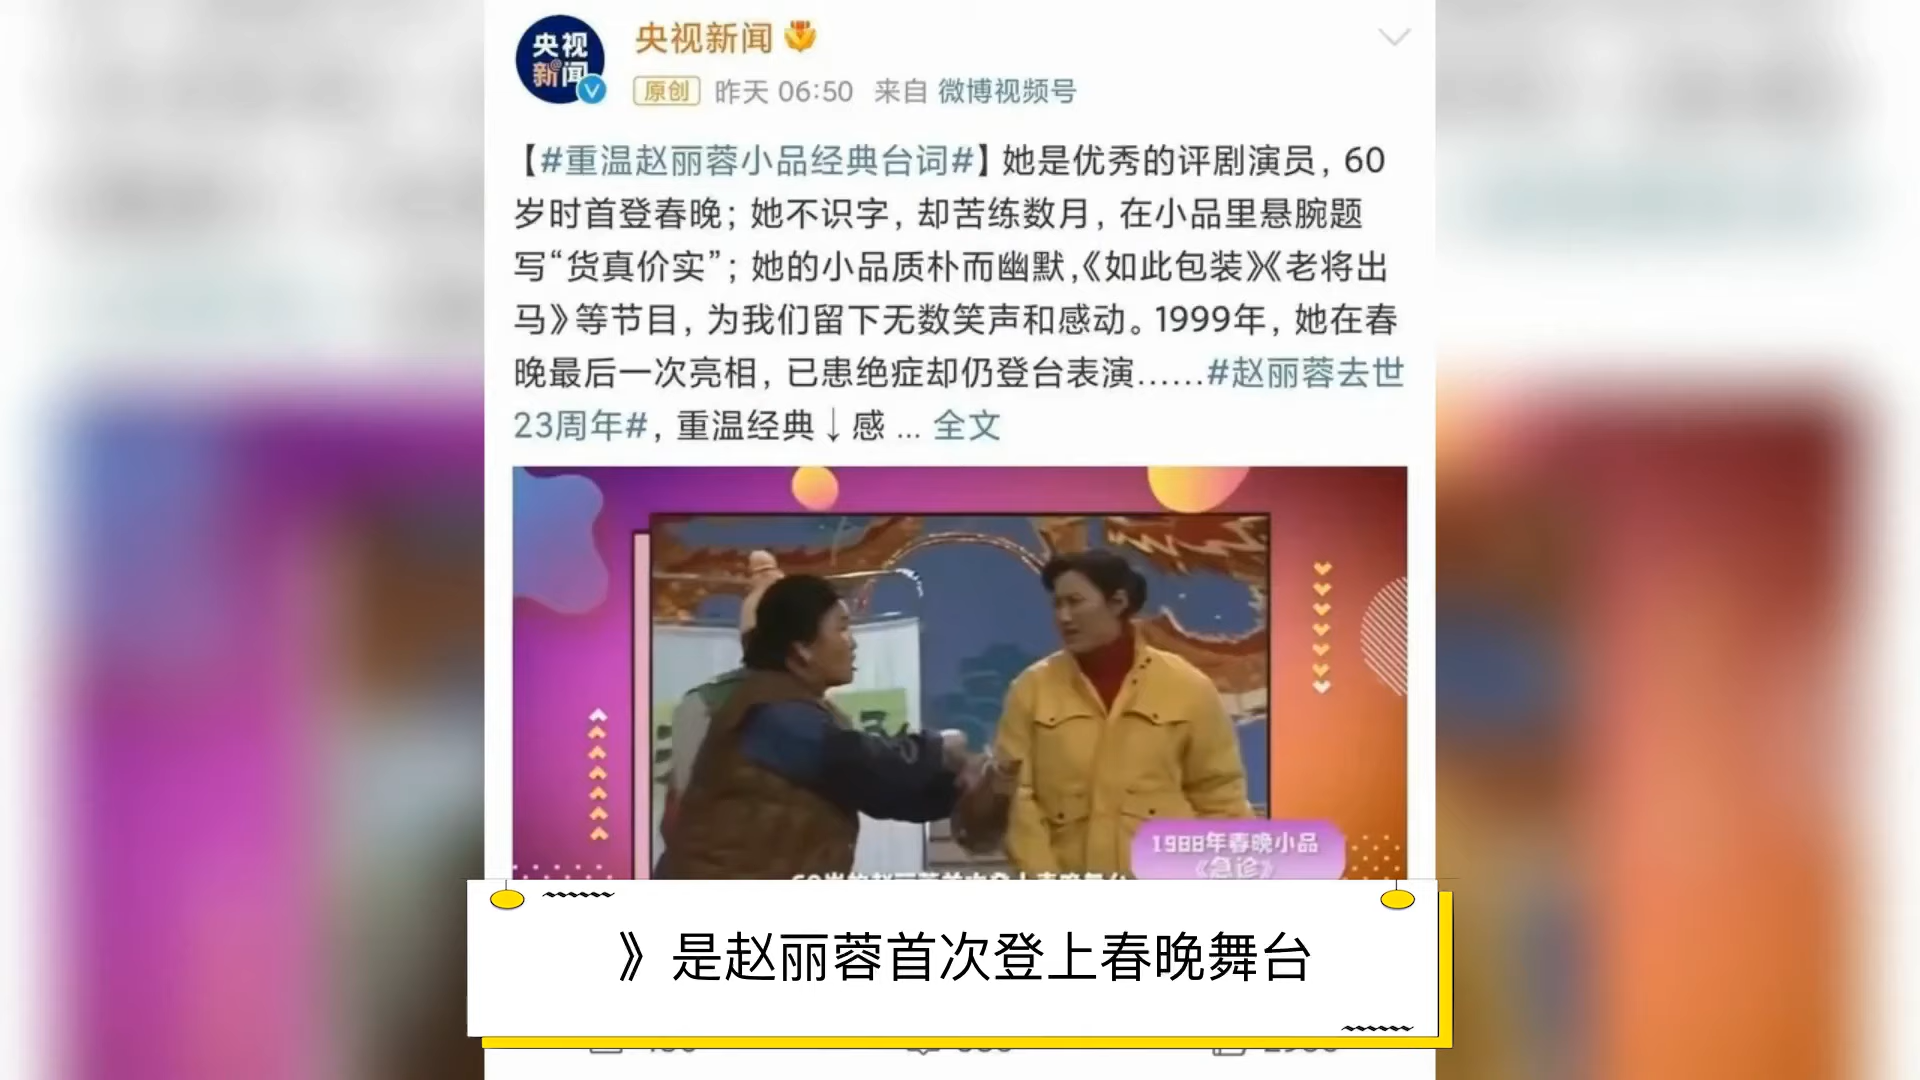 央视
新闻
央视新闻
原创 昨天 06:50 来自 微博视频号
【#重温赵丽蓉小品经典台词#】她是优秀的评剧演员，60
岁时首登春晚；她不识字，却苦练数月，在小品里悬腕题
写“货真价实”；她的小品质朴而幽默,《如此包装》《老将出
马》等节目，为我们留下无数笑声和感动。1999年，她在春
晚最后一次亮相，已患绝症却仍登台表演……#赵丽蓉去世
23周年#，重温经典↓感 ... 全文
1988年春晚小品
《急诊》
》是赵丽蓉首次登上春晚舞台